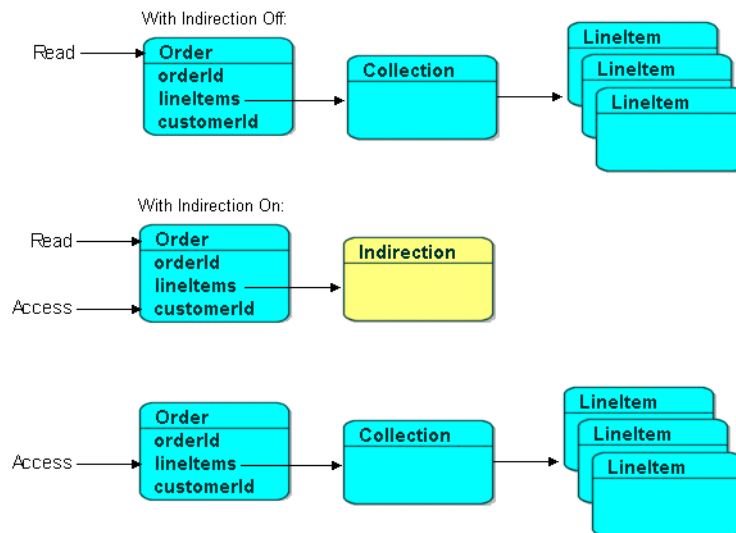 With Indirection Off:
Read
Order
orderId
lineItems
customerId
Collection
LineItem
LineItem
LineItem
With Indirection On:
Read
Access
Order
orderId
lineItems
customerId
Indirection
Access
Order
orderId
lineItems
customerId
Collection
LineItem
LineItem
LineItem